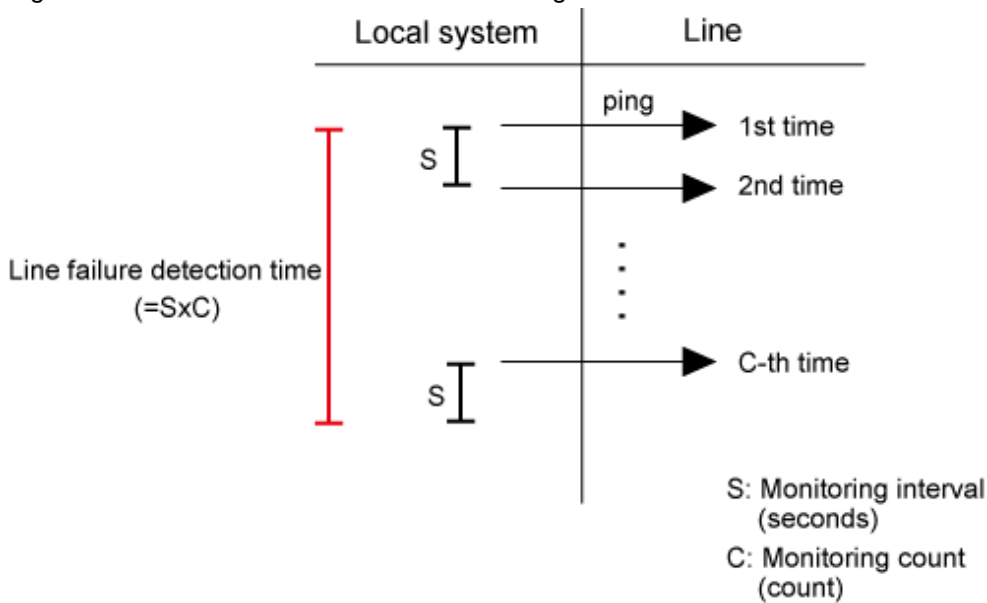 Local system
Line
ping
1st time
S
2nd time
Line failure detection time
(=SxC)
C-th time
S
S: Monitoring interval
(seconds)
C: Monitoring count
(count)